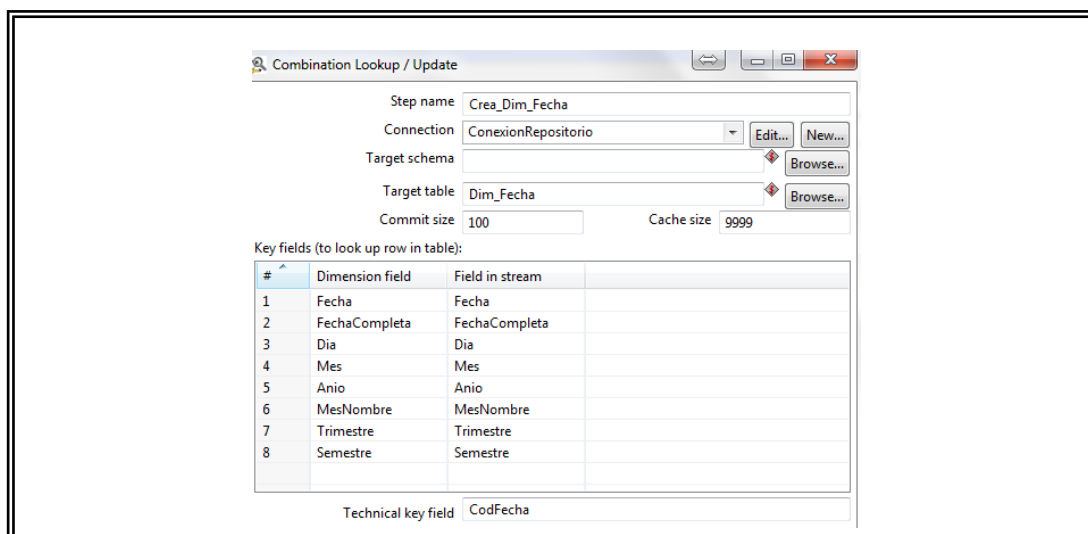 Combination Lookup / Update
Step name Crea_Dim_Fecha
Connection ConexionRepositorio Edit... New...
Target schema Browse...
Target table Dim_Fecha Browse...
Commit size 100 Cache size 9999
Key fields (to look up row in table):
# Dimension field Field in stream
1 Fecha Fecha
2 FechaCompleta FechaCompleta
3 Dia Dia
4 Mes Mes
5 Anio Anio
6 MesNombre MesNombre
7 Trimestre Trimestre
8 Semestre Semestre
Technical key field CodFecha